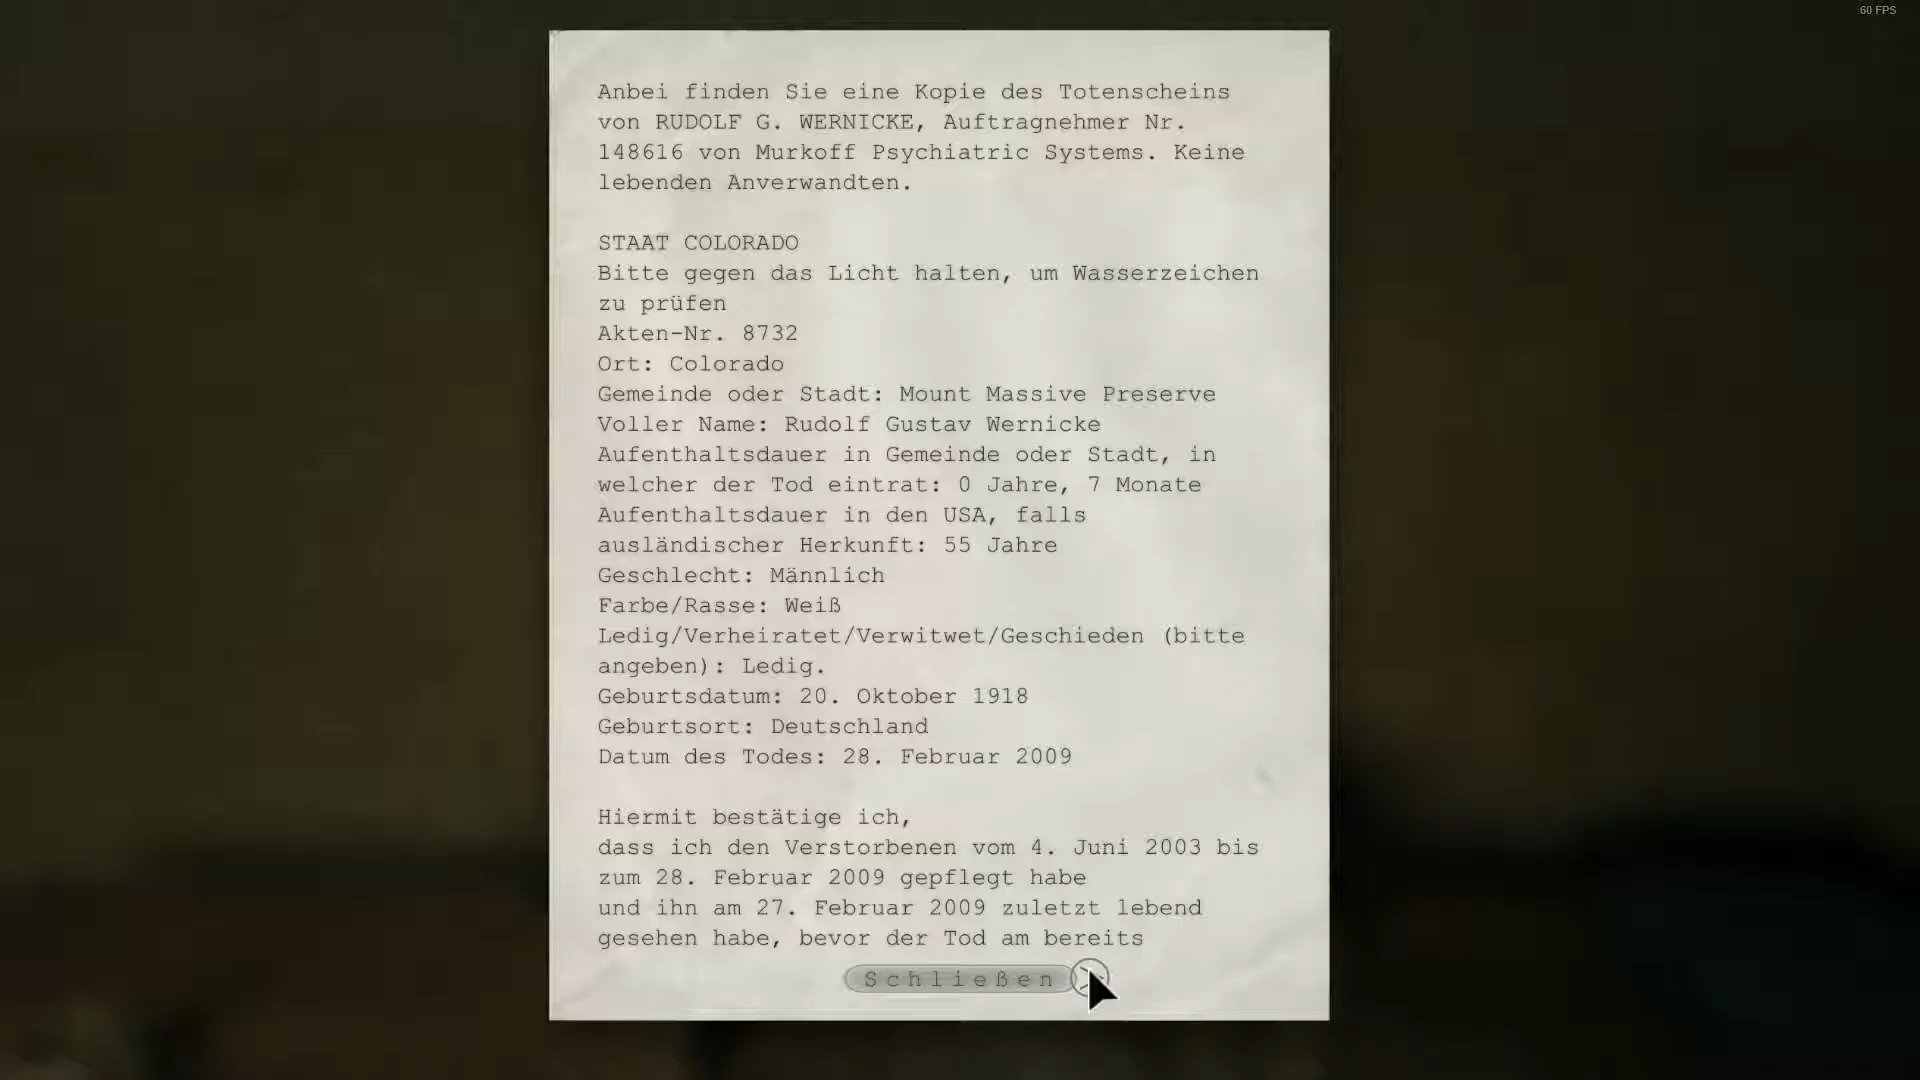 60 FPS
Anbei finden Sie eine Kopie des Totenscheins
von RUDOLF G. WERNICKE, Auftragnehmer Nr.
148616 von Murkoff Psychiatric Systems. Keine
lebenden Anverwandten.
STAAT COLORADO
Bitte gegen das Licht halten, um Wasserzeichen
zu prüfen
Akten-Nr. 8732
Ort: Colorado
Gemeinde oder Stadt: Mount Massive Preserve
Voller Name: Rudolf Gustav Wernicke
Aufenthaltsdauer in Gemeinde oder Stadt, in
welcher der Tod eintrat: 0 Jahre, 7 Monate
Aufenthaltsdauer in den USA, falls
ausländischer Herkunft: 55 Jahre
Geschlecht: Männlich
Farbe/Rasse: Weiß
Ledig/Verheiratet/Verwitwet/Geschieden (bitte
angeben): Ledig.
Geburtsdatum: 20. Oktober 1918
Geburtsort: Deutschland
Datum des Todes: 28. Februar 2009
Hiermit bestätige ich,
dass ich den Verstorbenen vom 4. Juni 2003 bis
zum 28. Februar 2009 gepflegt habe
und ihn am 27. Februar 2009 zuletzt lebend
gesehen habe, bevor der Tod am bereits
Schließen